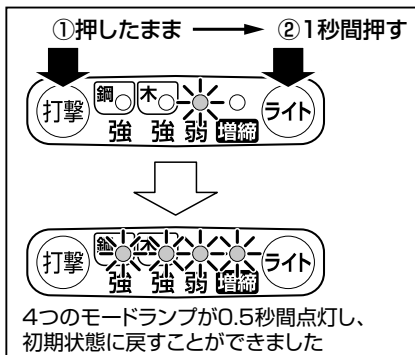 ①押したまま ②1秒間押す
打撃 鋼 木 ライト
強 強 弱 増締
打撃 鋼 木 ライト
強 強 弱 増締
4つのモードランプが0.5秒間点灯し、
初期状態に戻すことができました